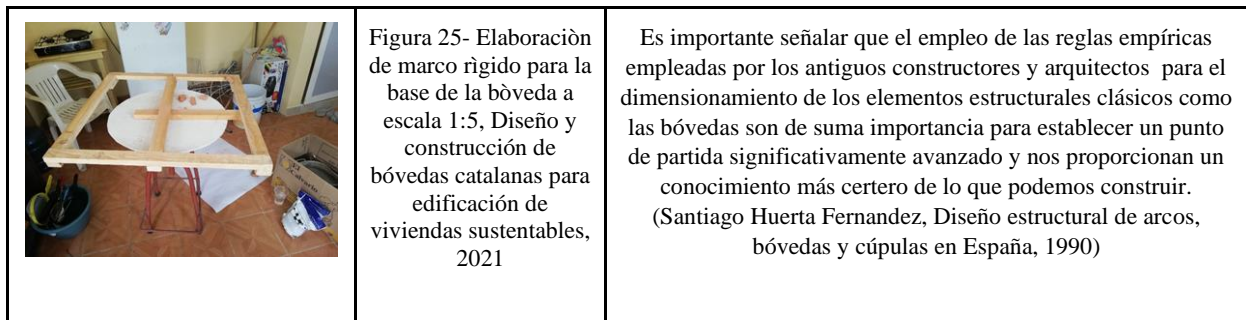 Figura 25- Elaboraciòn
de marco rìgido para la
base de la bòveda a
escala 1:5, Diseño y
construcción de
bóvedas catalanas para
edificación de
viviendas sustentables,
2021
Es importante señalar que el empleo de las reglas empíricas
empleadas por los antiguos constructores y arquitectos para el
dimensionamiento de los elementos estructurales clásicos como
las bóvedas son de suma importancia para establecer un punto
de partida significativamente avanzado y nos proporcionan un
conocimiento más certero de lo que podemos construir.
(Santiago Huerta Fernandez, Diseño estructural de arcos,
bóvedas y cúpulas en España, 1990)